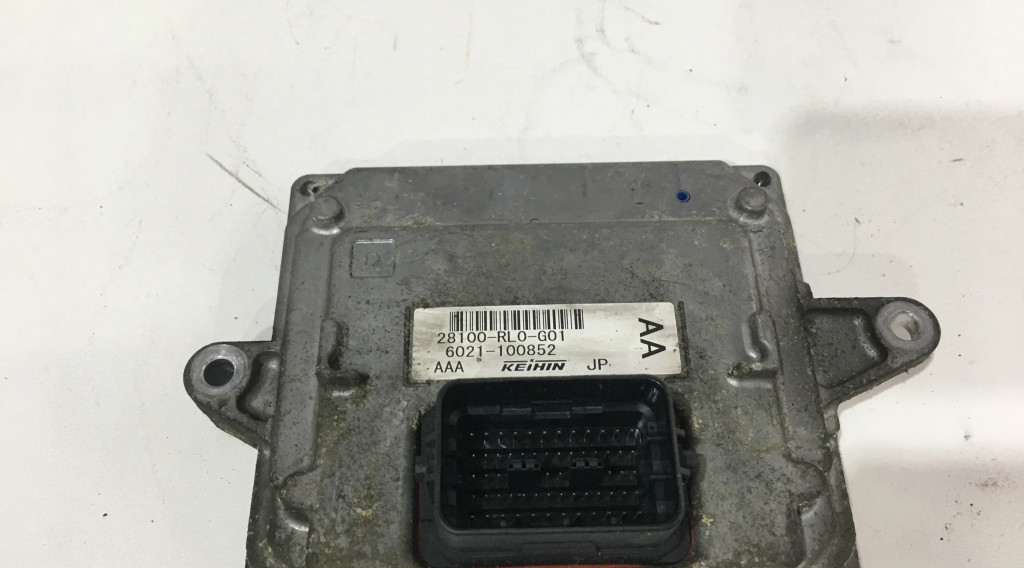 28100-RL0-G01
6021-100852
AAA KEIHIN JP
AA